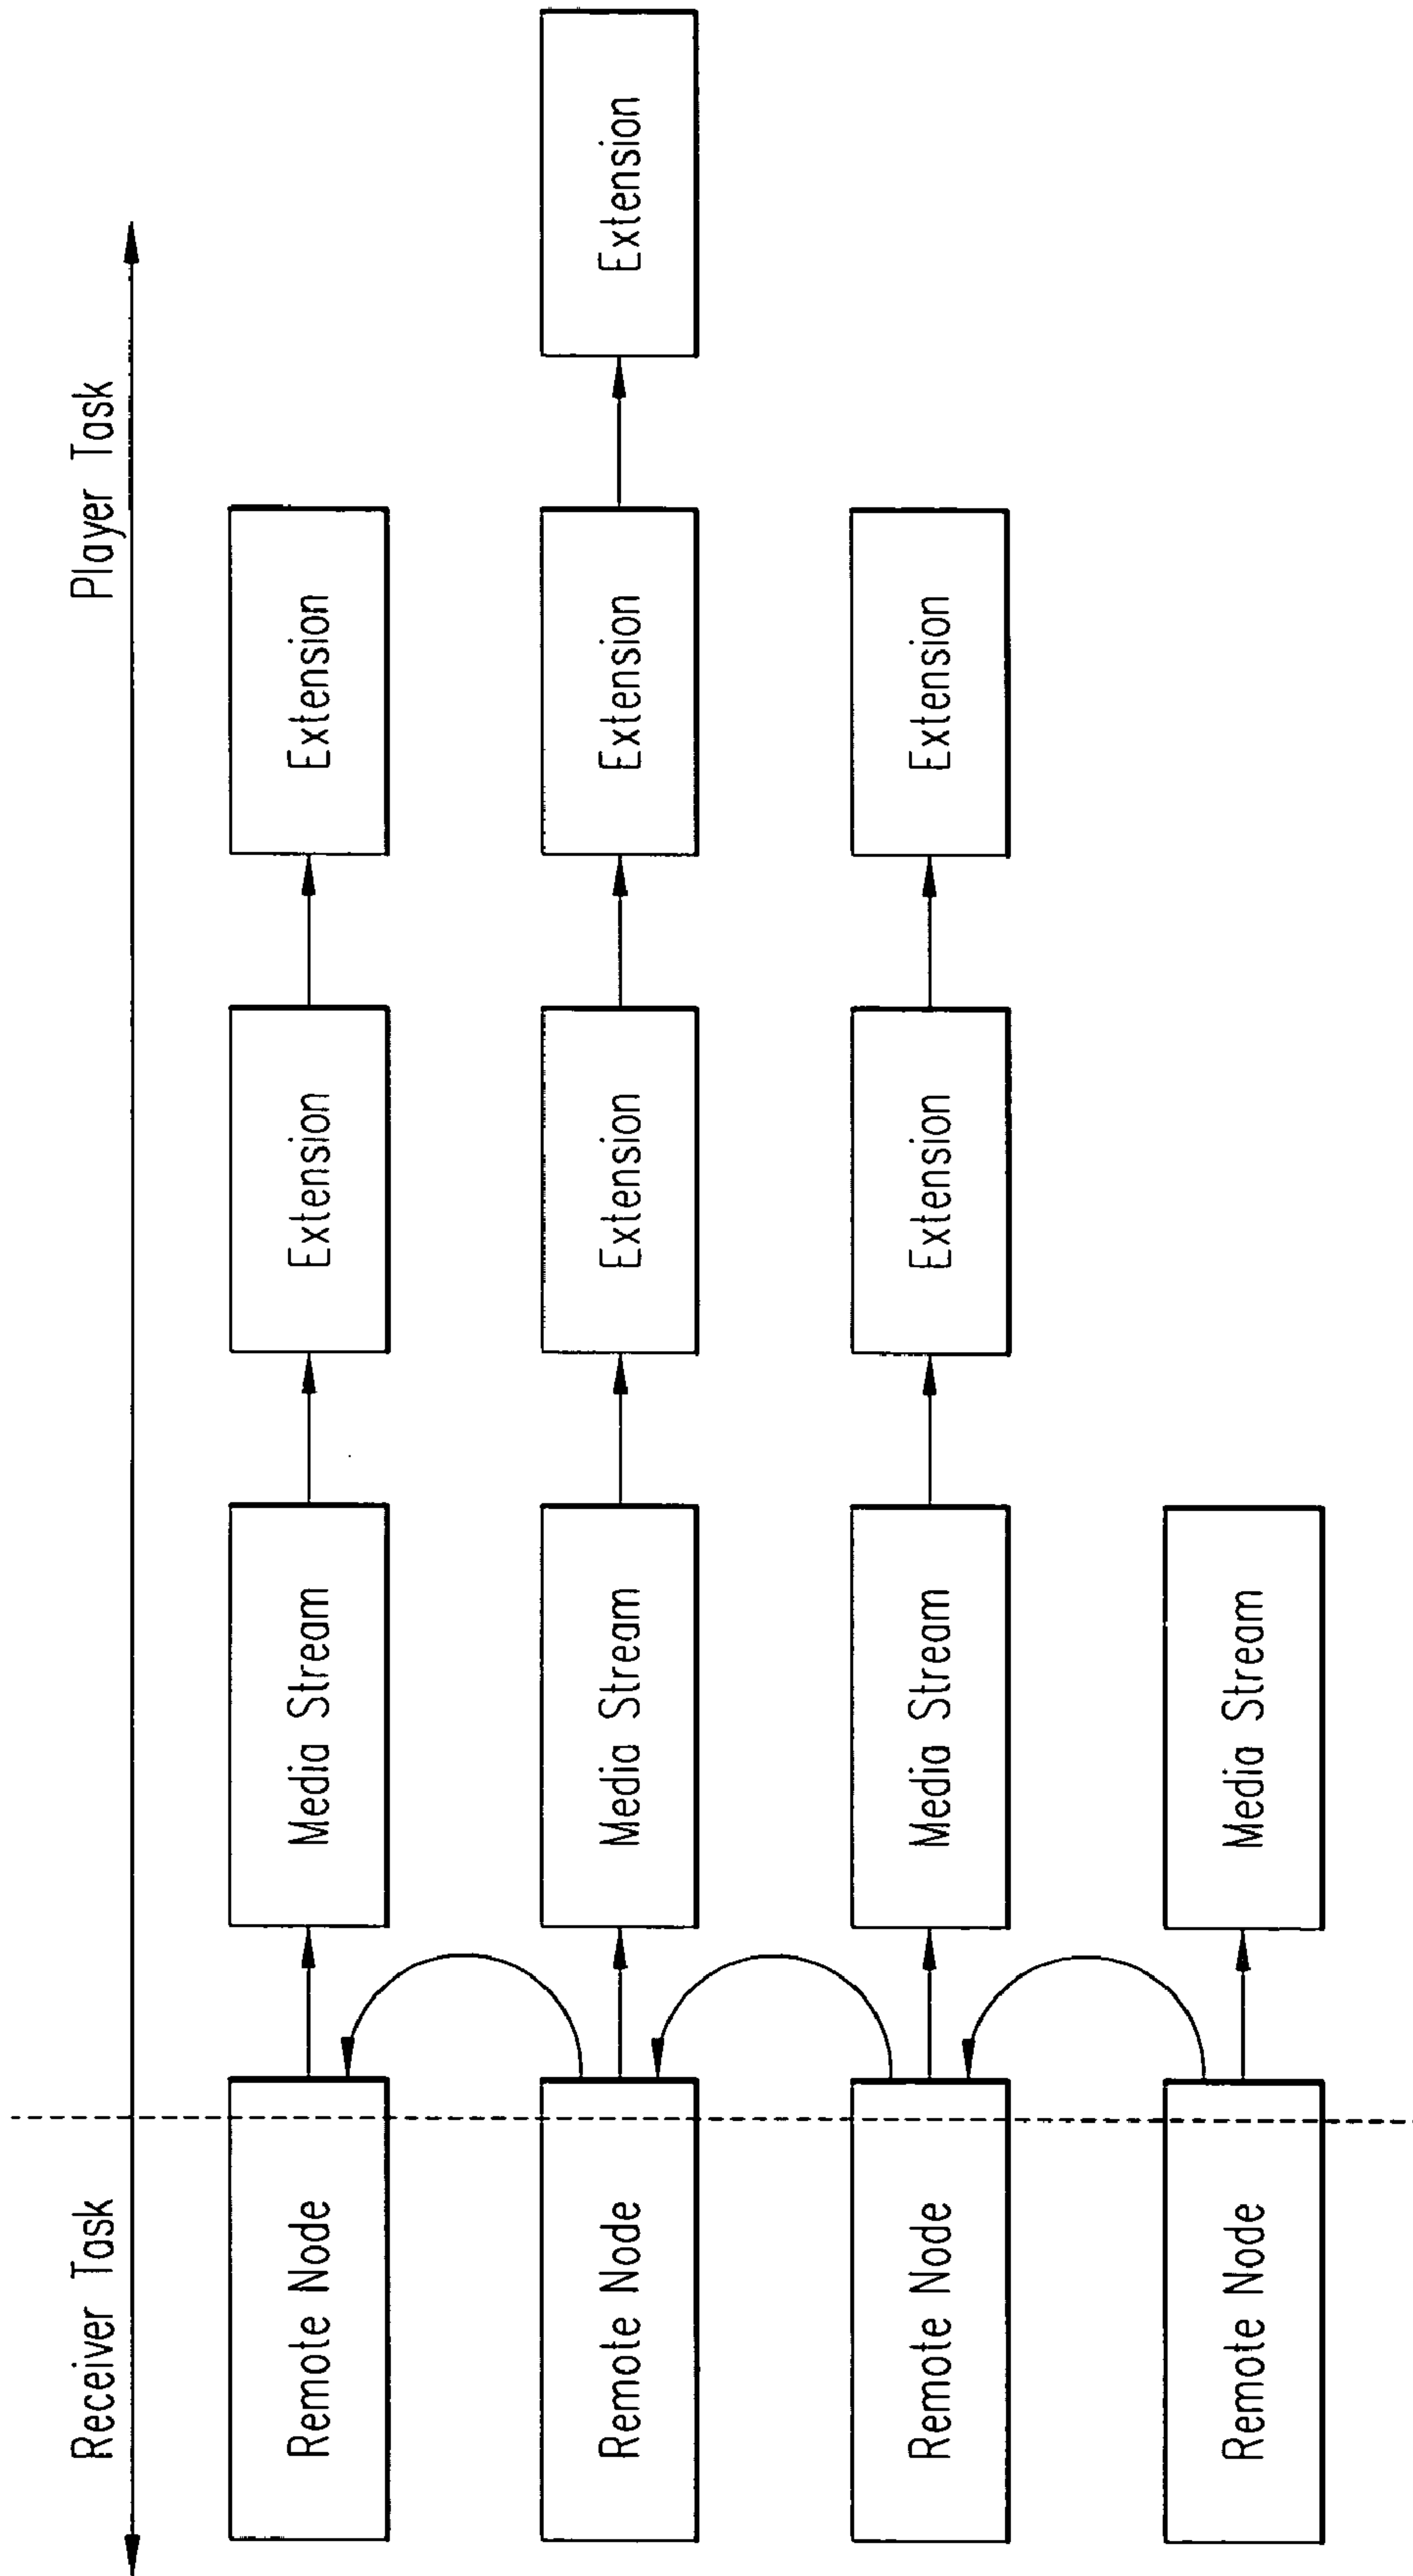 Receiver Task
Player Task
Remote Node
Media Stream
Extension
Extension
Remote Node
Media Stream
Extension
Extension
Extension
Remote Node
Media Stream
Extension
Extension
Remote Node
Media Stream